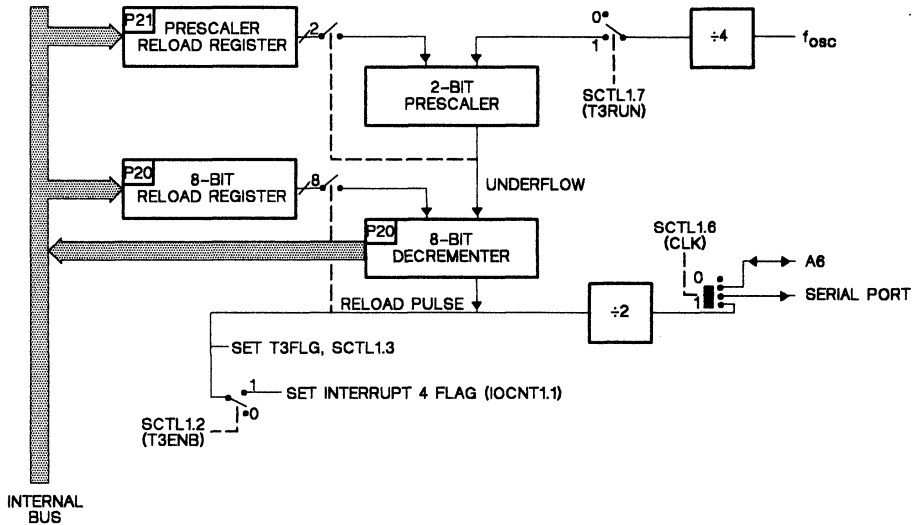 P21
PRESCALER
RELOAD REGISTER
2
0
1
÷4
fOSC
SCTL1.7
(T3RUN)
2-BIT
PRESCALER
P20
8-BIT
RELOAD REGISTER
8
UNDERFLOW
P20
8-BIT
DECREMENTER
SCTL1.6
(CLK)
0
1
A6
SERIAL PORT
RELOAD PULSE
÷2
SET T3FLG, SCTL1.3
1
0
SET INTERRUPT 4 FLAG (IOCNT1.1)
SCTL1.2
(T3ENB)
INTERNAL
BUS